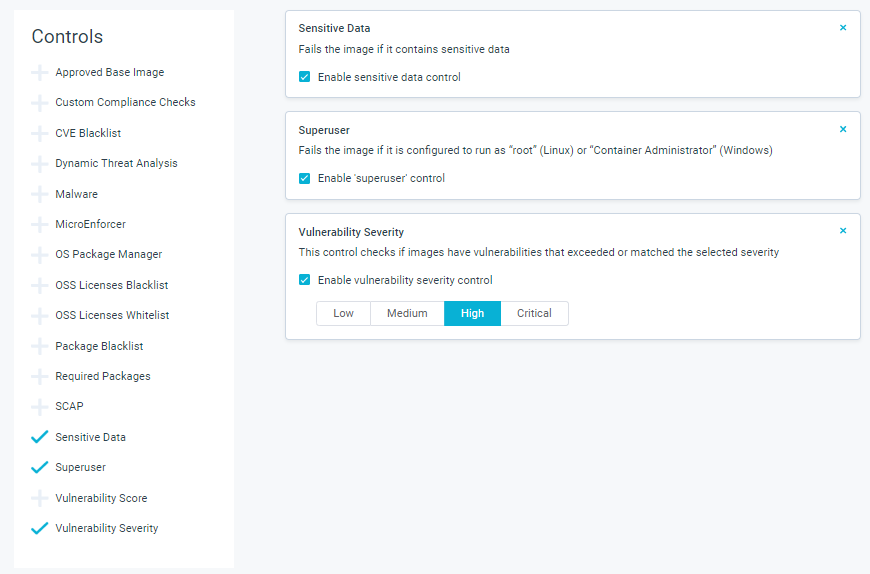 Controls
Approved Base Image
Custom Compliance Checks
CVE Blacklist
Dynamic Threat Analysis
Malware
MicroEnforcer
OS Package Manager
OSS Licenses Blacklist
OSS Licenses Whitelist
Package Blacklist
Required Packages
SCAP
Sensitive Data
Superuser
Vulnerability Score
Vulnerability Severity
Sensitive Data
Fails the image if it contains sensitive data
Enable sensitive data control
Superuser
Fails the image if it is configured to run as “root” (Linux) or “Container Administrator” (Windows)
Enable 'superuser' control
Vulnerability Severity
This control checks if images have vulnerabilities that exceeded or matched the selected severity
Enable vulnerability severity control
Low Medium High Critical